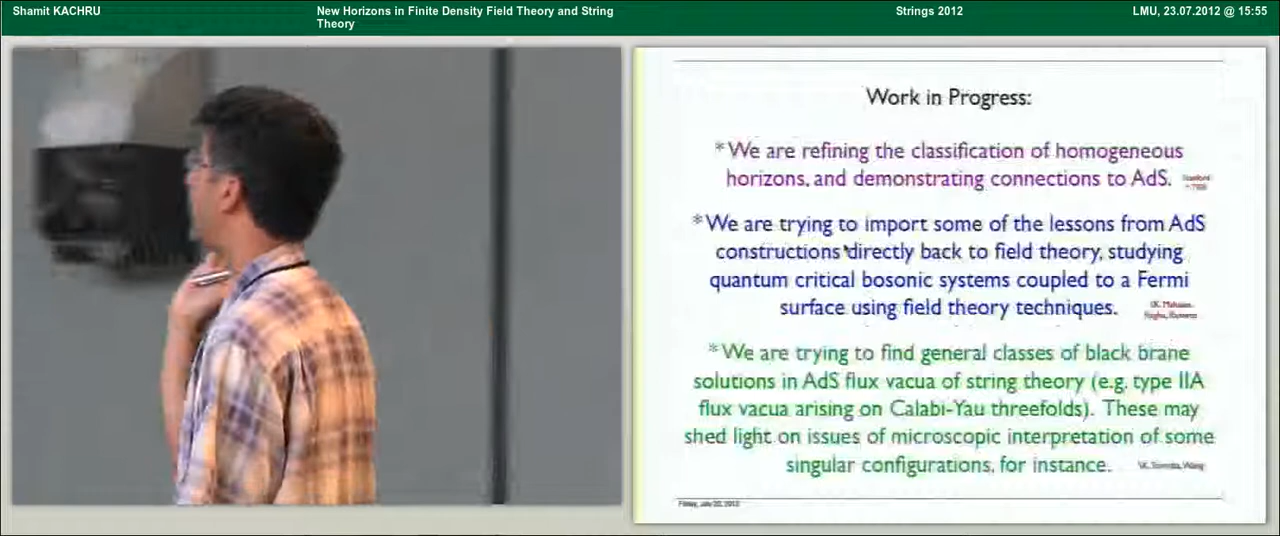 Shamit KACHRU
New Horizons in Finite Density Field Theory and String
Theory
Strings 2012
LMU, 23.07.2012 @ 15:55
Work in Progress:
*We are refining the classification of homogeneous
horizons, and demonstrating connections to AdS.
*We are trying to import some of the lessons from AdS
constructions directly back to field theory, studying
quantum critical bosonic systems coupled to a Fermi
surface using field theory techniques.
*We are trying to find general classes of black brane
solutions in AdS flux vacua of string theory (e.g. type IIA
flux vacua arising on Calabi-Yau threefolds). These may
shed light on issues of microscopic interpretation of some
singular configurations, for instance.